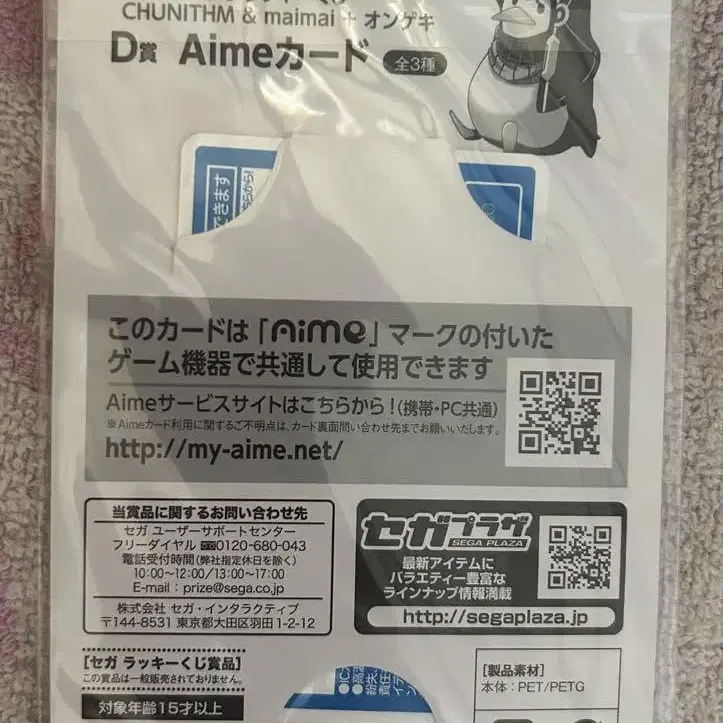 CHUNITHM & maimai + オンゲキ
D賞 Aimeカード 全3種
できます
このカードは「Aime」マークの付いた
ゲーム機器で共通して使用できます
Aimeサービスサイトはこちらから！(携帯・PC共通)
※Aimeカード利用に関するご不明点は、カード裏面問い合わせ先までお願いいたします。
http://my-aime.net/
当賞品に関するお問い合わせ先
セガ ユーザーサポートセンター
フリーダイヤル 0120-680-043
電話受付時間(弊社指定休日を除く)
10:00~12:00/13:00~17:00
E-mail : prize@sega.co.jp
株式会社 セガ・インタラクティブ
〒144-8531 東京都大田区羽田 1-2-12
セガプラザ
SEGA PLAZA
最新アイテムに
バラエティー豊富な
ラインナップ情報満載
http://segaplaza.jp
[セガ ラッキーくじ賞品]
この賞品は一般販売されておりません。
対象年齢15才以上
[製品素材]
本体：PET/PETG